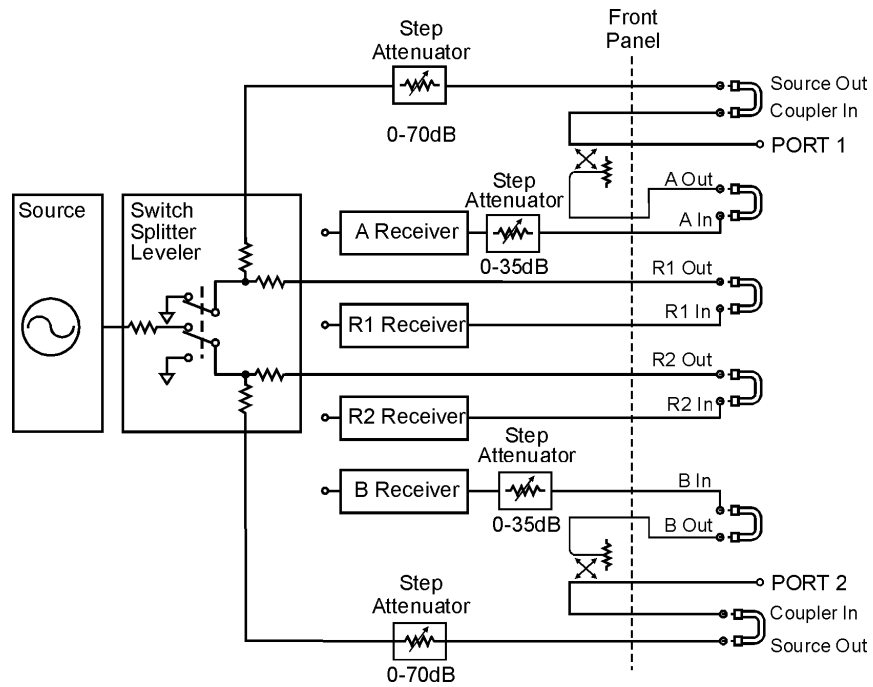 Step
Attenuator
0-70dB
Front
Panel
Source Out
Coupler In
PORT 1
Source
Switch
Splitter
Leveler
A Receiver
Step
Attenuator
0-35dB
A Out
A In
R1 Out
R1 Receiver
R1 In
R2 Out
R2 Receiver
R2 In
Step
Attenuator
B Receiver
0-35dB
B In
B Out
PORT 2
Step
Attenuator
0-70dB
Coupler In
Source Out